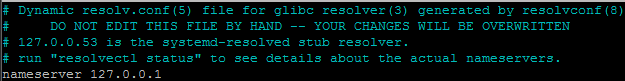 # Dynamic resolv.conf(5) file for glibc resolver(3) generated by resolvconf(8)
#     DO NOT EDIT THIS FILE BY HAND -- YOUR CHANGES WILL BE OVERWRITTEN
# 127.0.0.53 is the systemd-resolved stub resolver.
# run "resolvectl status" to see details about the actual nameservers.
nameserver 127.0.0.1